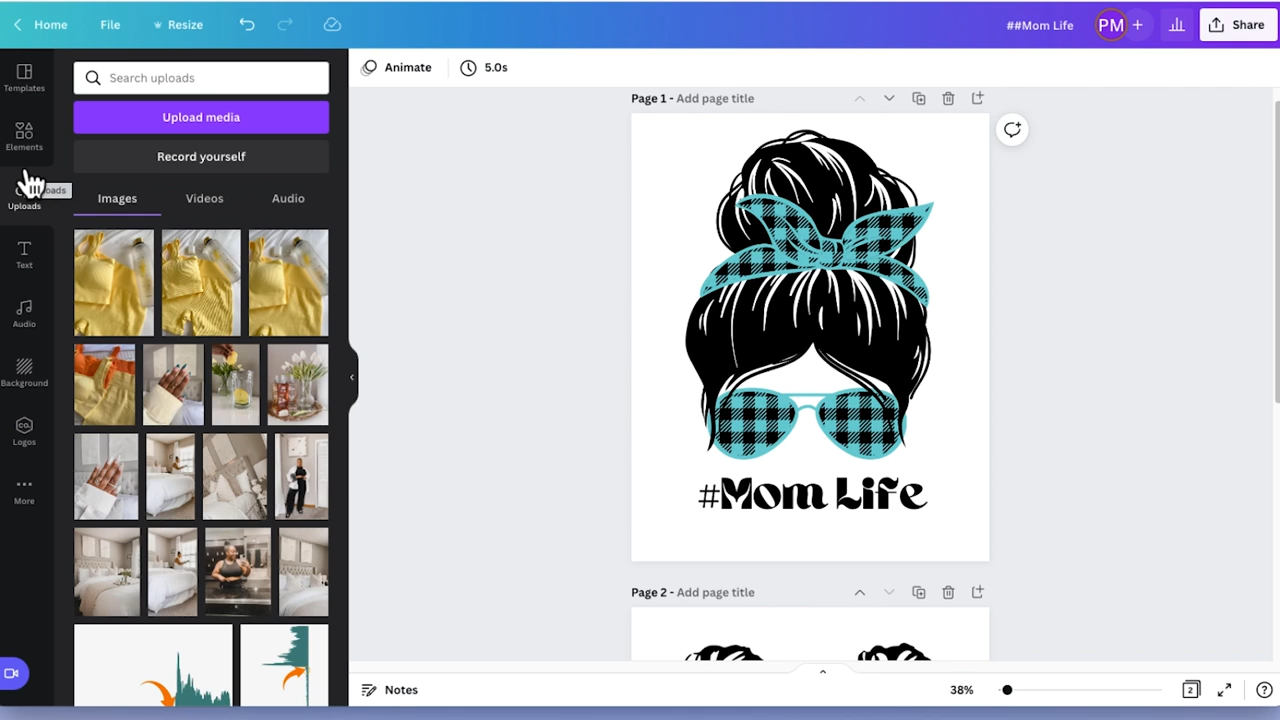 Home
File
Resize
##Mom Life
PM
Share
Templates
Elements
Uploads
Text
Audio
Background
CO.
Logos
More
Search uploads
Upload media
Record yourself
Images
Videos
Audio
Animate
5.0s
Page 1 - Add page title
#Mom Life
Page 2 - Add page title
Notes
38%
2
?